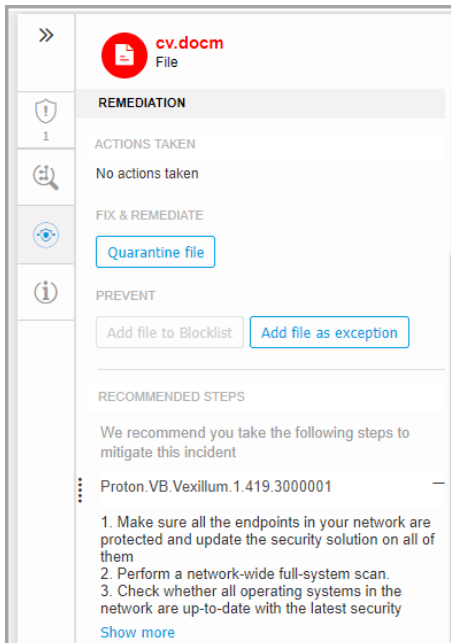 cv.docm
File
REMEDIATION
1
ACTIONS TAKEN
No actions taken
FIX & REMEDIATE
Quarantine file
PREVENT
Add file to Blocklist Add file as exception
RECOMMENDED STEPS
We recommend you take the following steps to
mitigate this incident
Proton.VB.Vexillum.1.419.3000001
1. Make sure all the endpoints in your network are
protected and update the security solution on all of
them
2. Perform a network-wide full-system scan.
3. Check whether all operating systems in the
network are up-to-date with the latest security
Show more